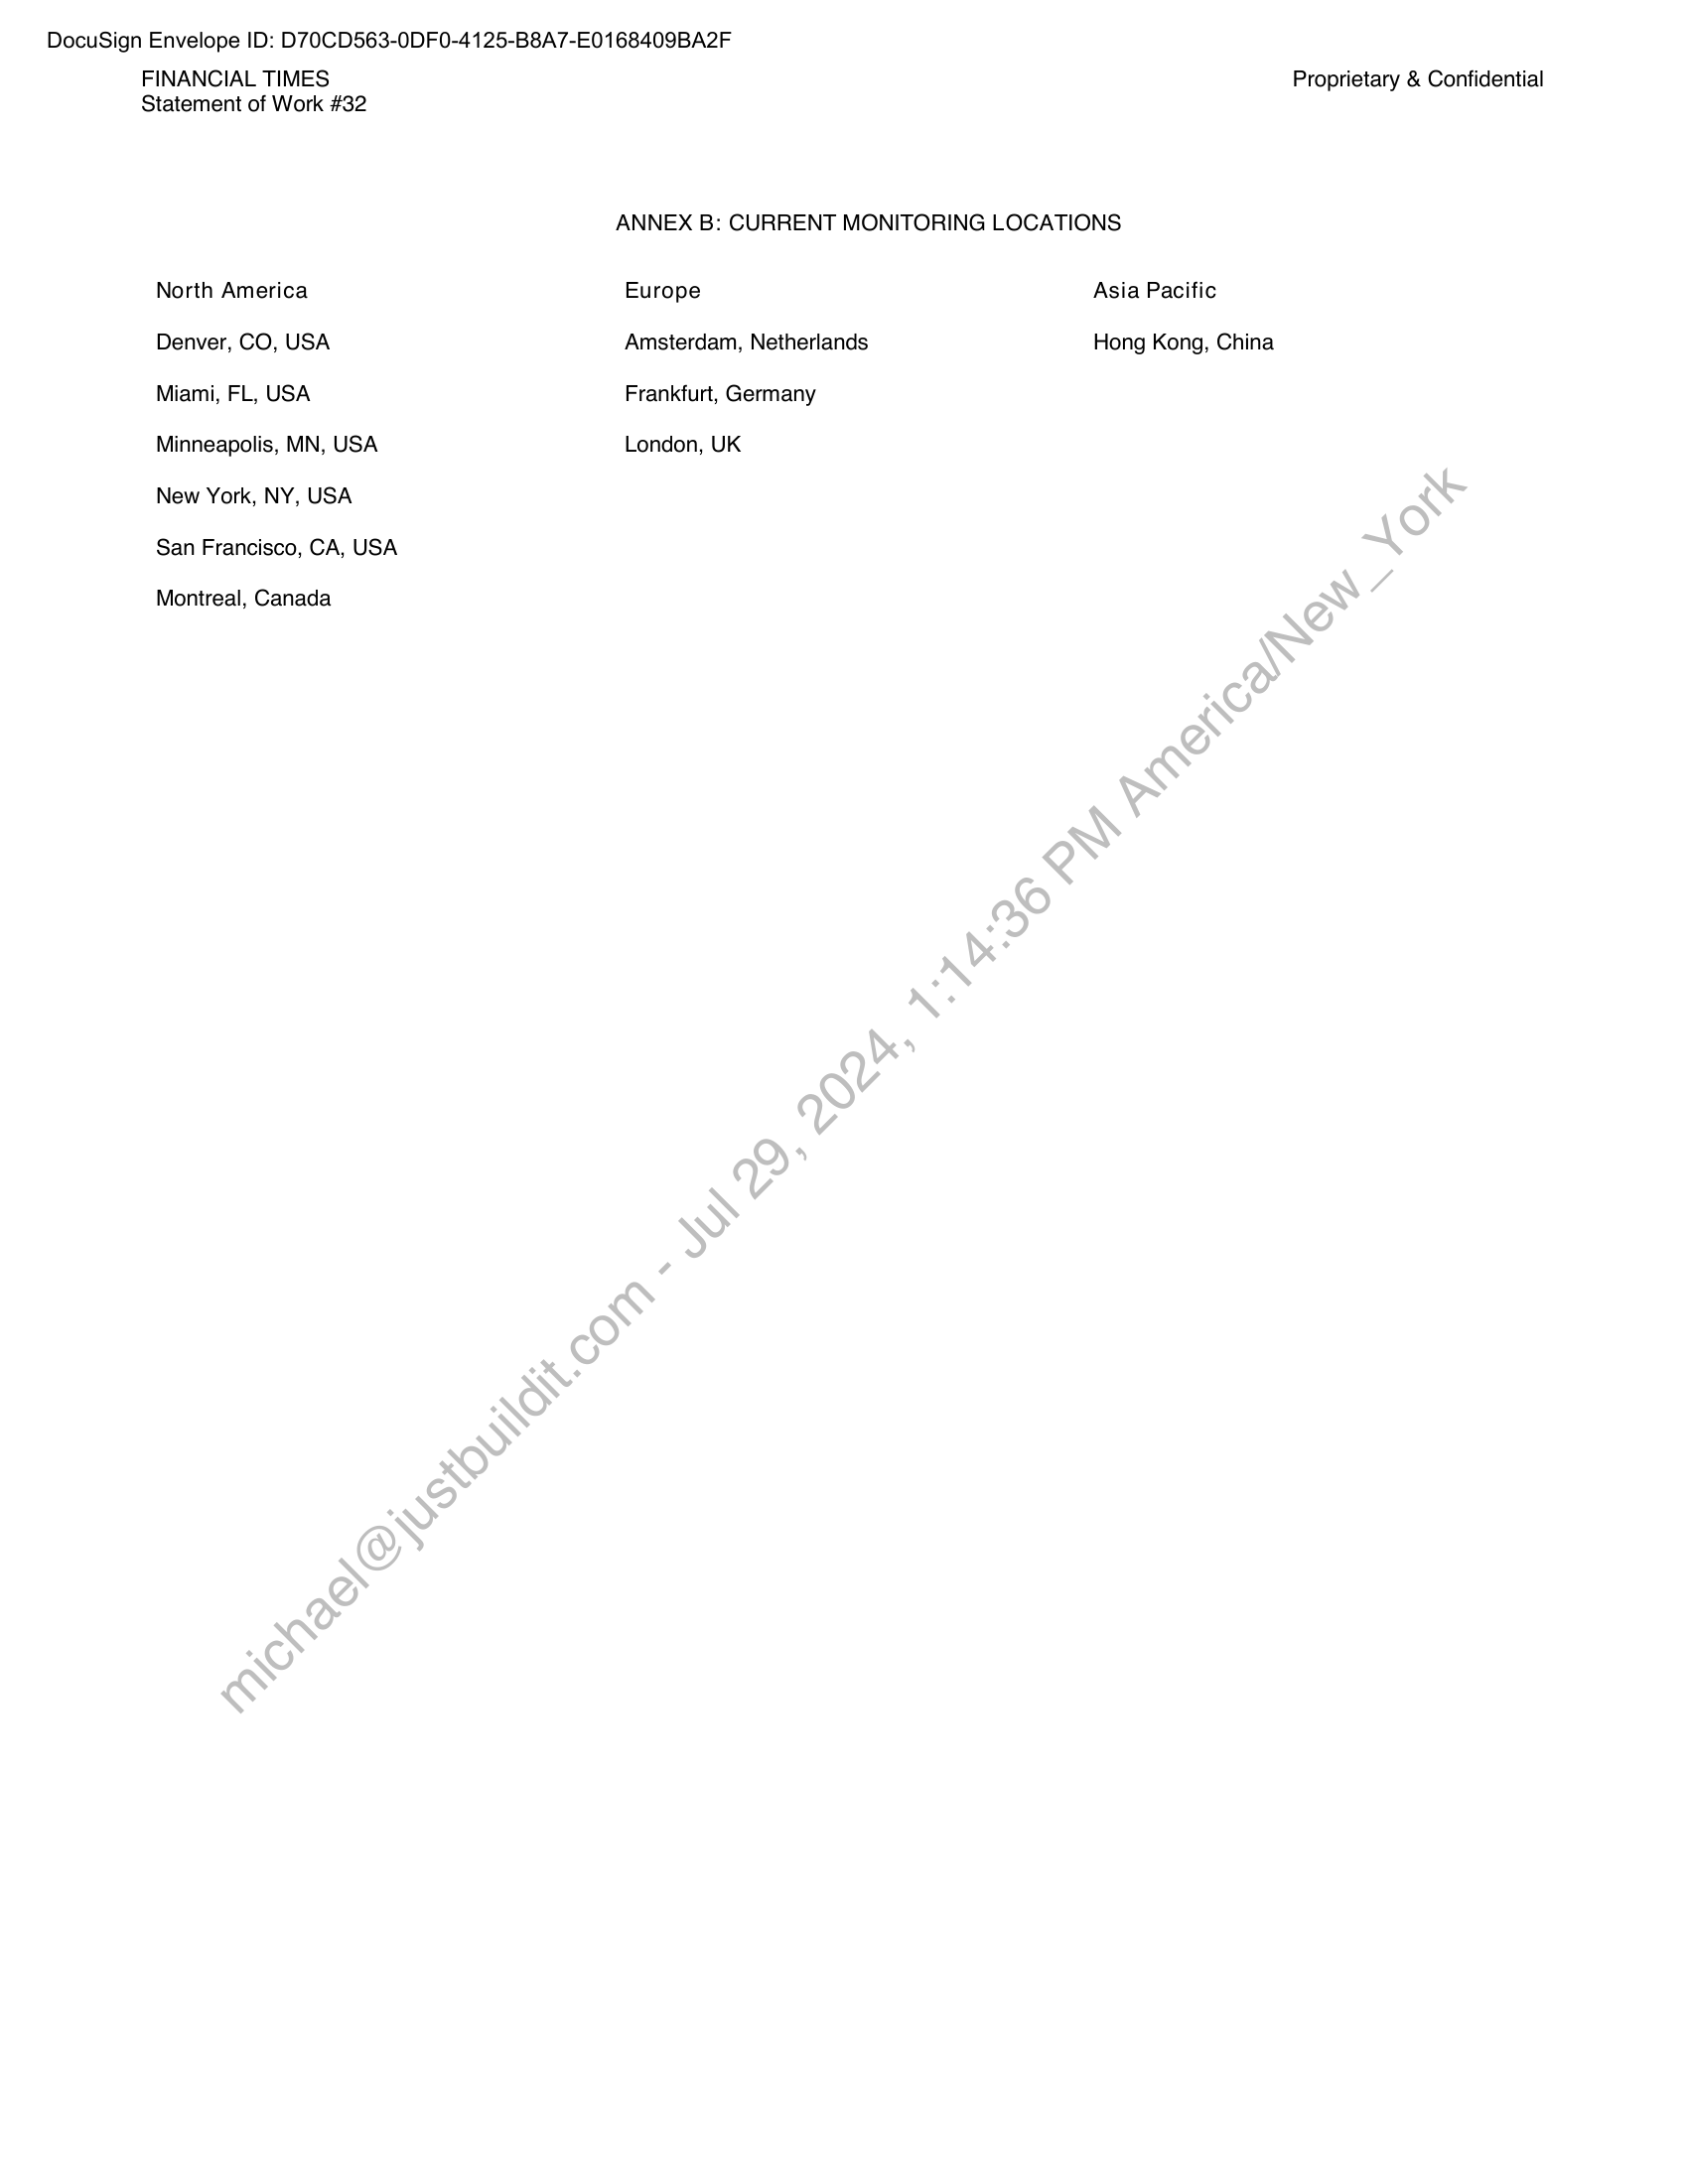 DocuSign Envelope ID: D70CD563-0DF0-4125-B8A7-E0168409BA2F
FINANCIAL TIMES
Statement of Work #32
Proprietary & Confidential
ANNEX B: CURRENT MONITORING LOCATIONS
North America
Denver, CO, USA
Miami, FL, USA
Minneapolis, MN, USA
New York, NY, USA
San Francisco, CA, USA
Montreal, Canada
Europe
Amsterdam, Netherlands
Frankfurt, Germany
London, UK
Asia Pacific
Hong Kong, China
michael@justbuildit.com - Jul 29, 2024, 1:14:36 PM America/New_York